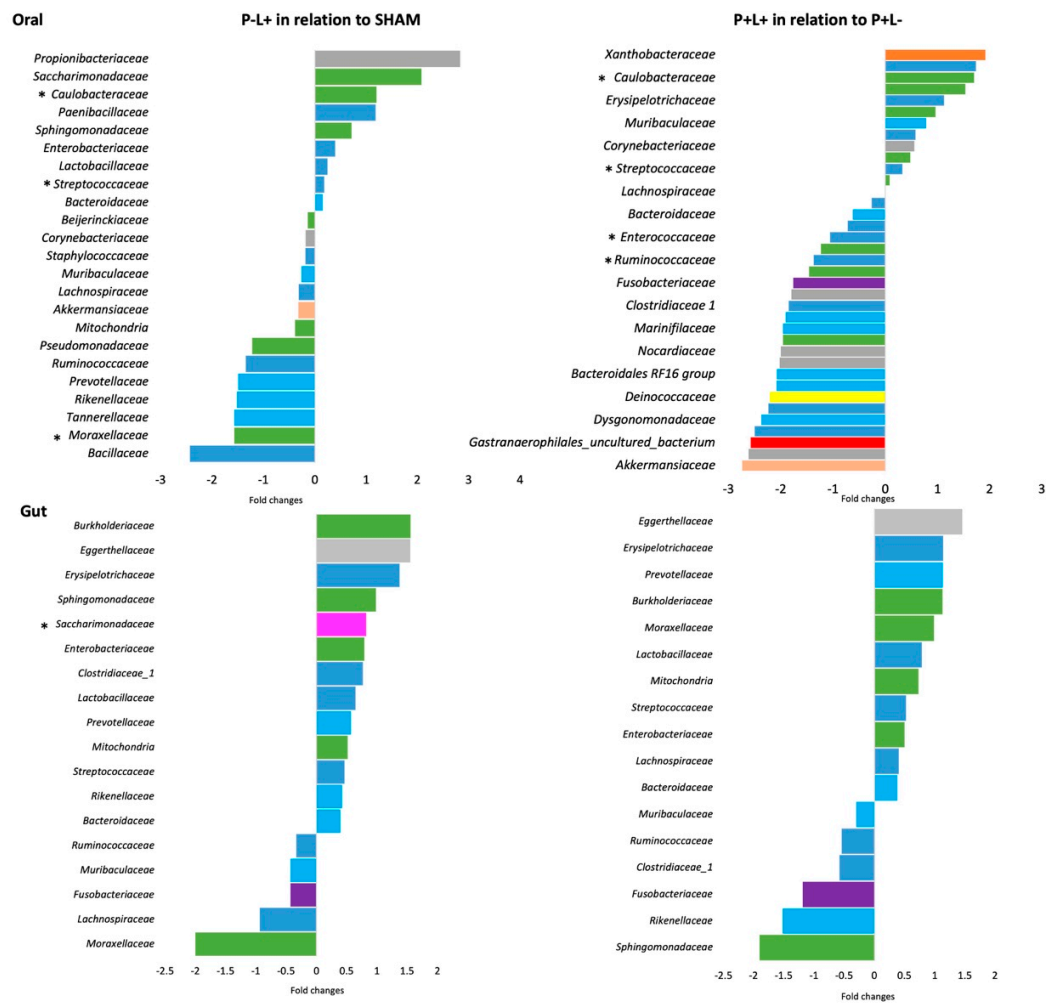 Oral
P-L+ in relation to SHAM
P+L+ in relation to P+L-
Propionibacteriaceae
Saccharimonadaceae
* Caulobacteraceae
Paenibacillaceae
Sphingomonadaceae
Enterobacteriaceae
Lactobacillaceae
* Streptococcaceae
Bacteroidaceae
Beijerinckiaceae
Corynebacteriaceae
Staphylococcaceae
Muribaculaceae
Lachnospiraceae
Akkermansiaceae
Mitochondria
Pseudomonadaceae
Ruminococcaceae
Prevotellaceae
Rikenellaceae
Tannerellaceae
* Moraxellaceae
Bacillaceae
-3 -2 -1 0 1 2 3 4
Fold changes
Xanthobacteraceae
* Caulobacteraceae
Erysipelotrichaceae
Muribaculaceae
Corynebacteriaceae
* Streptococcaceae
Lachnospiraceae
Bacteroidaceae
* Enterococcaceae
* Ruminococcaceae
Fusobacteriaceae
Clostridiaceae 1
Marinifilaceae
Nocardiaceae
Bacteroidales RF16 group
Deinococcaceae
Dysgonomonadaceae
Gastranaerophilales_uncultured_bacterium
Akkermansiaceae
-3 -2 -1 0 1 2 3
Fold changes
Gut
Burkholderiaceae
Eggerthellaceae
Erysipelotrichaceae
Sphingomonadaceae
* Saccharimonadaceae
Enterobacteriaceae
Clostridiaceae_1
Lactobacillaceae
Prevotellaceae
Mitochondria
Streptococcaceae
Rikenellaceae
Bacteroidaceae
Ruminococcaceae
Muribaculaceae
Fusobacteriaceae
Lachnospiraceae
Moraxellaceae
-2.5 -2 -1.5 -1 -0.5 0 0.5 1 1.5 2
Fold changes
Eggerthellaceae
Erysipelotrichaceae
Prevotellaceae
Burkholderiaceae
Moraxellaceae
Lactobacillaceae
Mitochondria
Streptococcaceae
Enterobacteriaceae
Lachnospiraceae
Bacteroidaceae
Muribaculaceae
Ruminococcaceae
Clostridiaceae_1
Fusobacteriaceae
Rikenellaceae
Sphingomonadaceae
-2.5 -2 -1.5 -1 -0.5 0 0.5 1 1.5 2
Fold changes